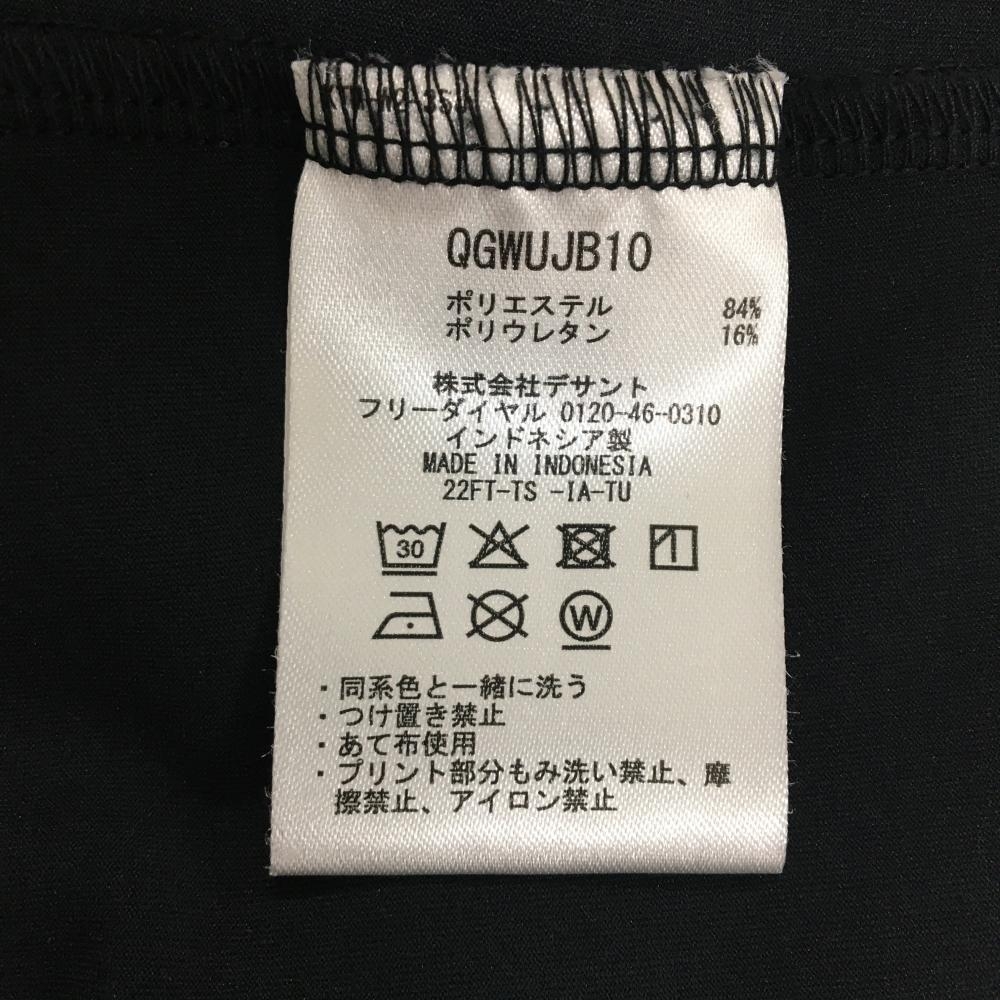 QGWUJB10
ポリエステル 84%
ポリウレタン 16%
株式会社デサント
フリーダイヤル 0120-46-0310
インドネシア製
MADE IN INDONESIA
22FT-TS -IA-TU
30
W
・同系色と一緒に洗う
・つけ置き禁止
・あて布使用
・プリント部分もみ洗い禁止、摩
擦禁止、アイロン禁止